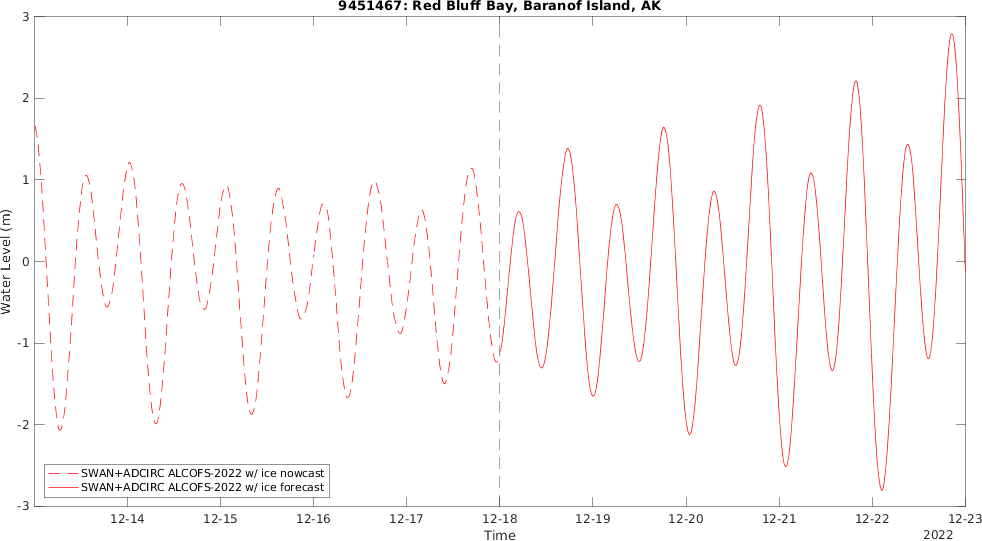 9451467: Red Bluff Bay, Baranof Island, AK
3
2
1
0
-1
-2
-3
Water Level (m)
SWAN+ADCIRC ALCOFS-2022 w/ ice nowcast
SWAN+ADCIRC ALCOFS-2022 w/ ice forecast
12-14 12-15 12-16 12-17 12-18 12-19 12-20 12-21 12-22 12-23
Time
2022